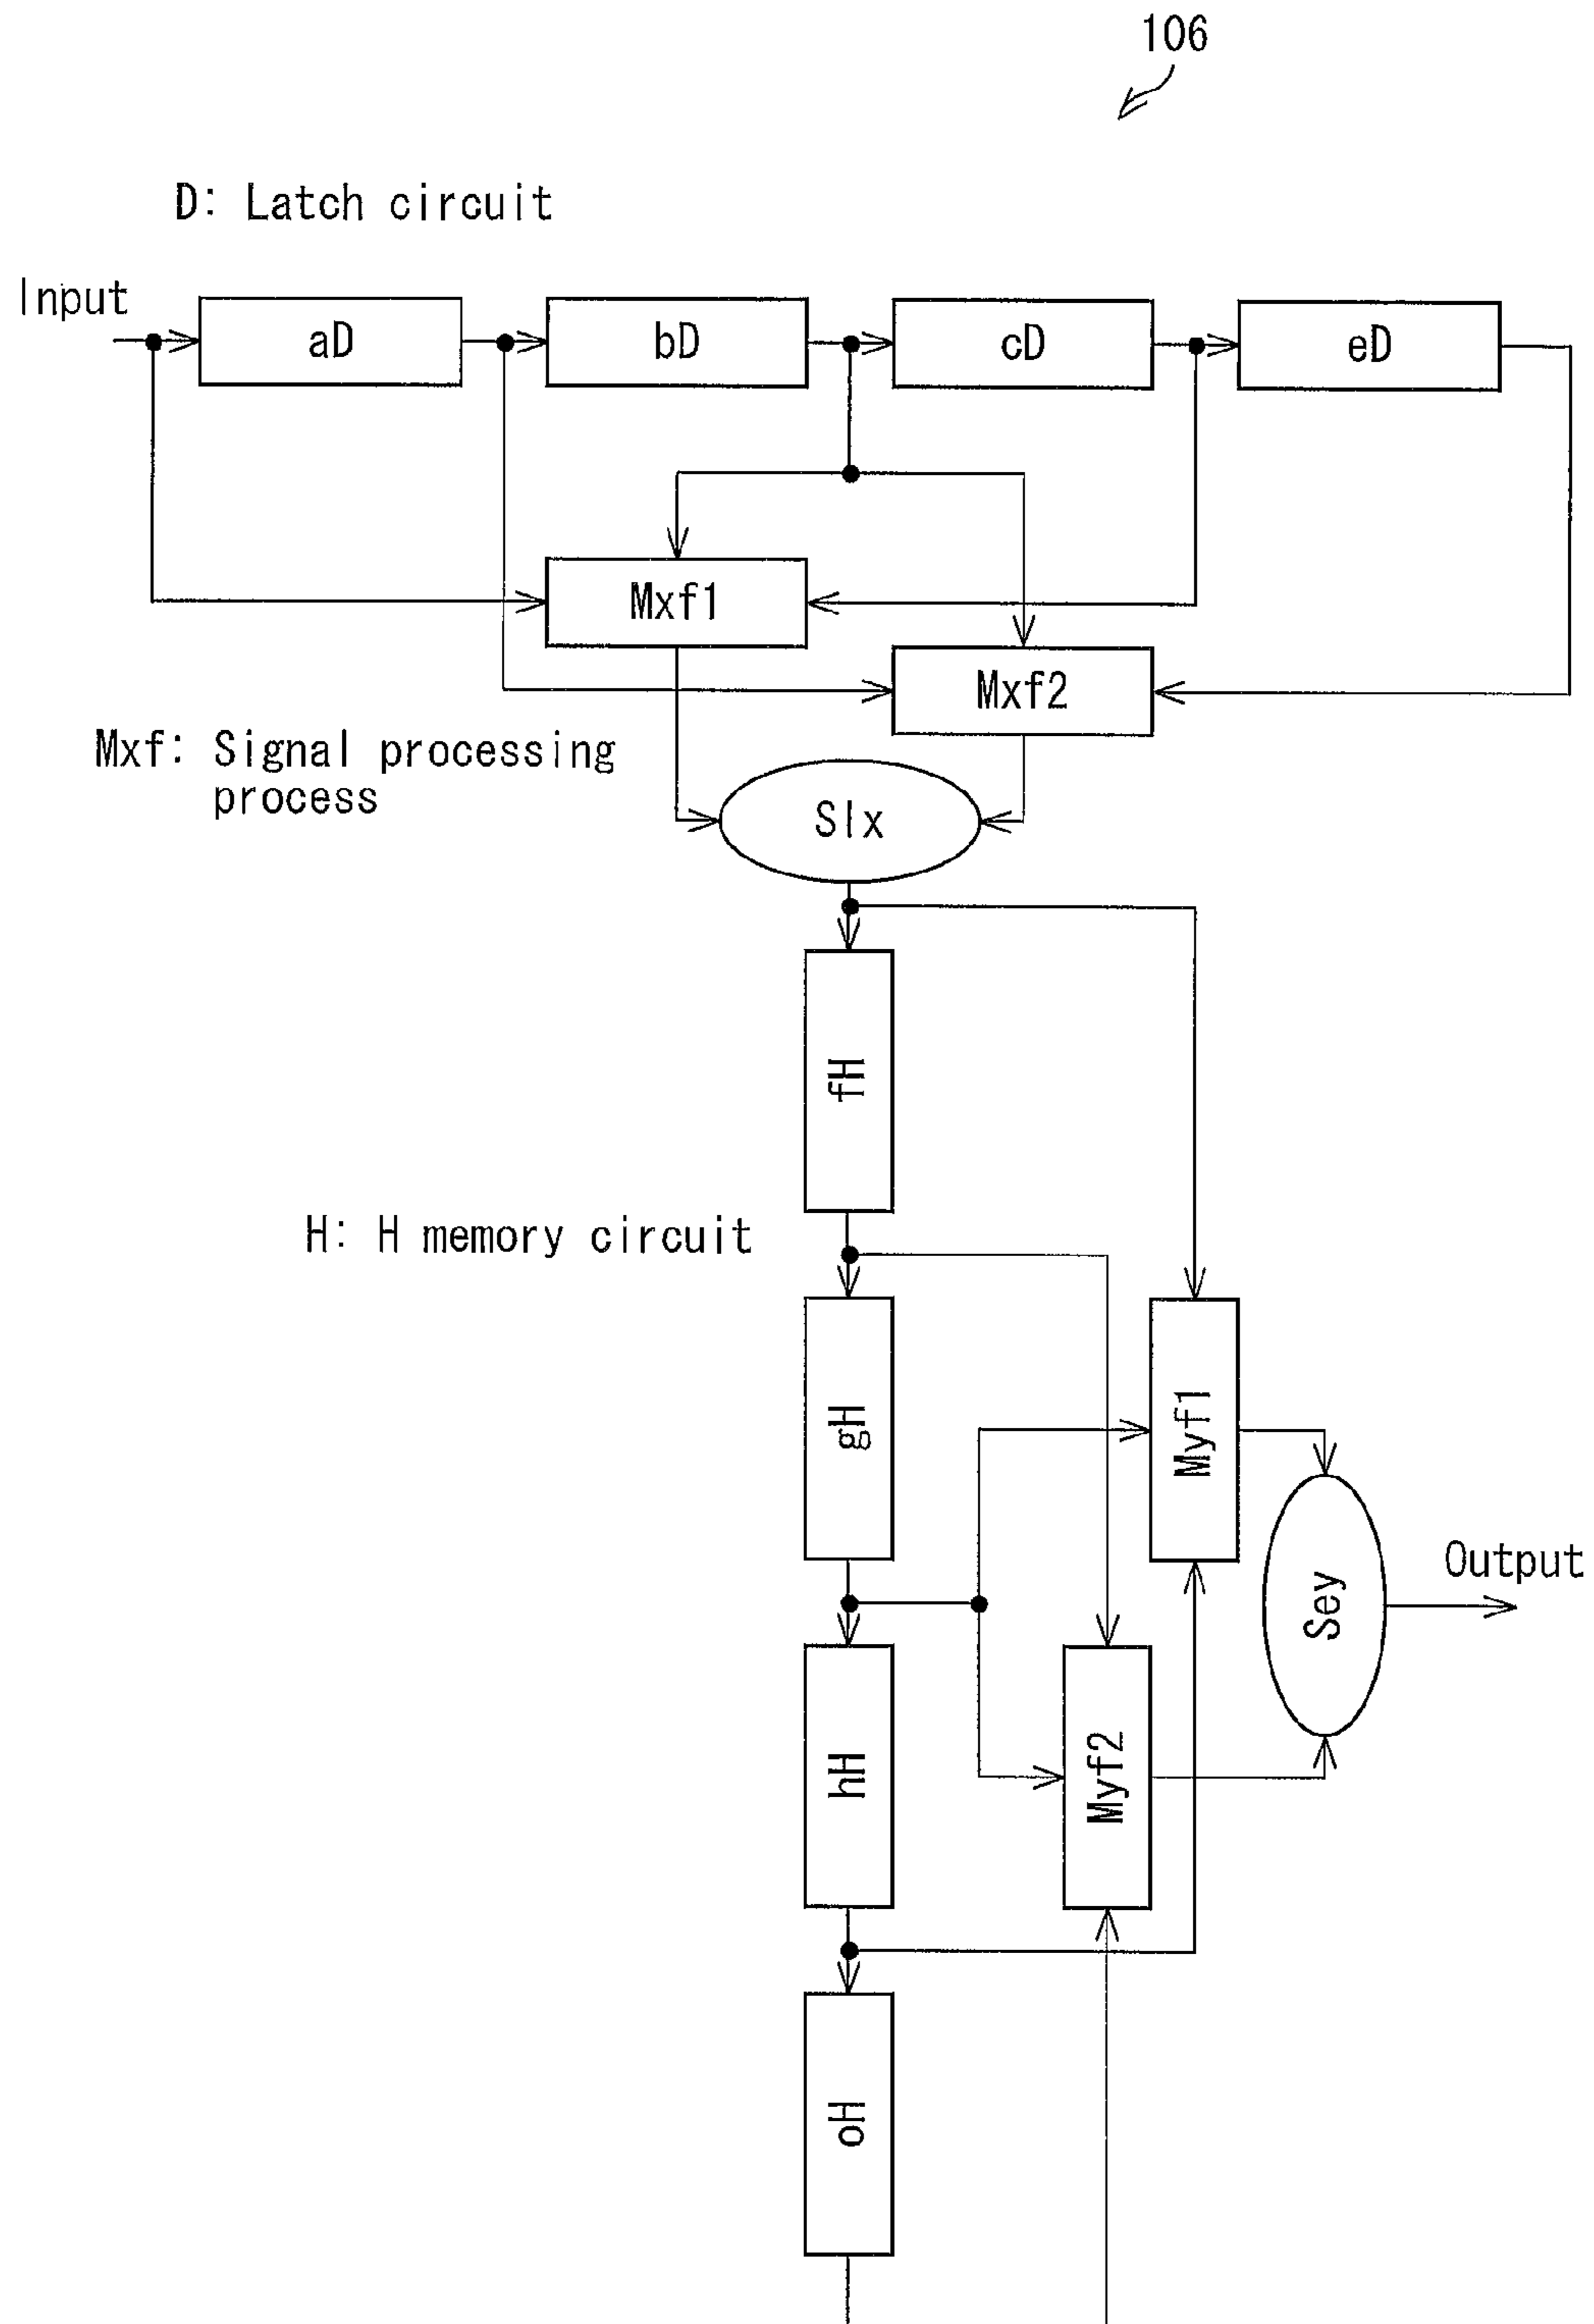 106
D: Latch circuit
Input
aD
bD
cD
eD
Mxf1
Mxf2
Mxf: Signal processing
process
Slx
fH
H: H memory circuit
gH
Myf1
Output
Sey
hH
Myf2
oH